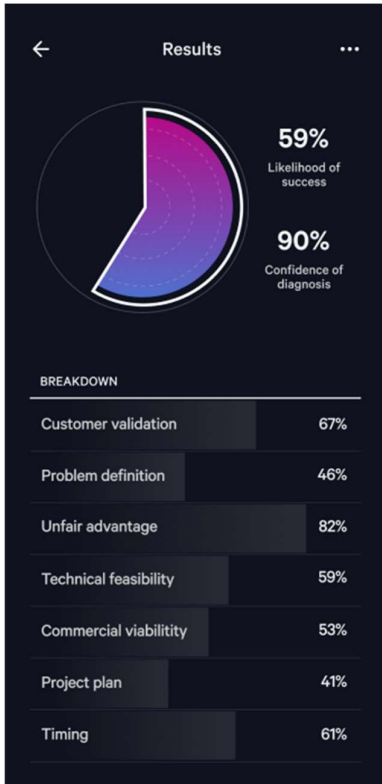 Results
59%
Likelihood of
success
90%
Confidence of
diagnosis
BREAKDOWN
Customer validation 67%
Problem definition 46%
Unfair advantage 82%
Technical feasibility 59%
Commercial viabilitity 53%
Project plan 41%
Timing 61%